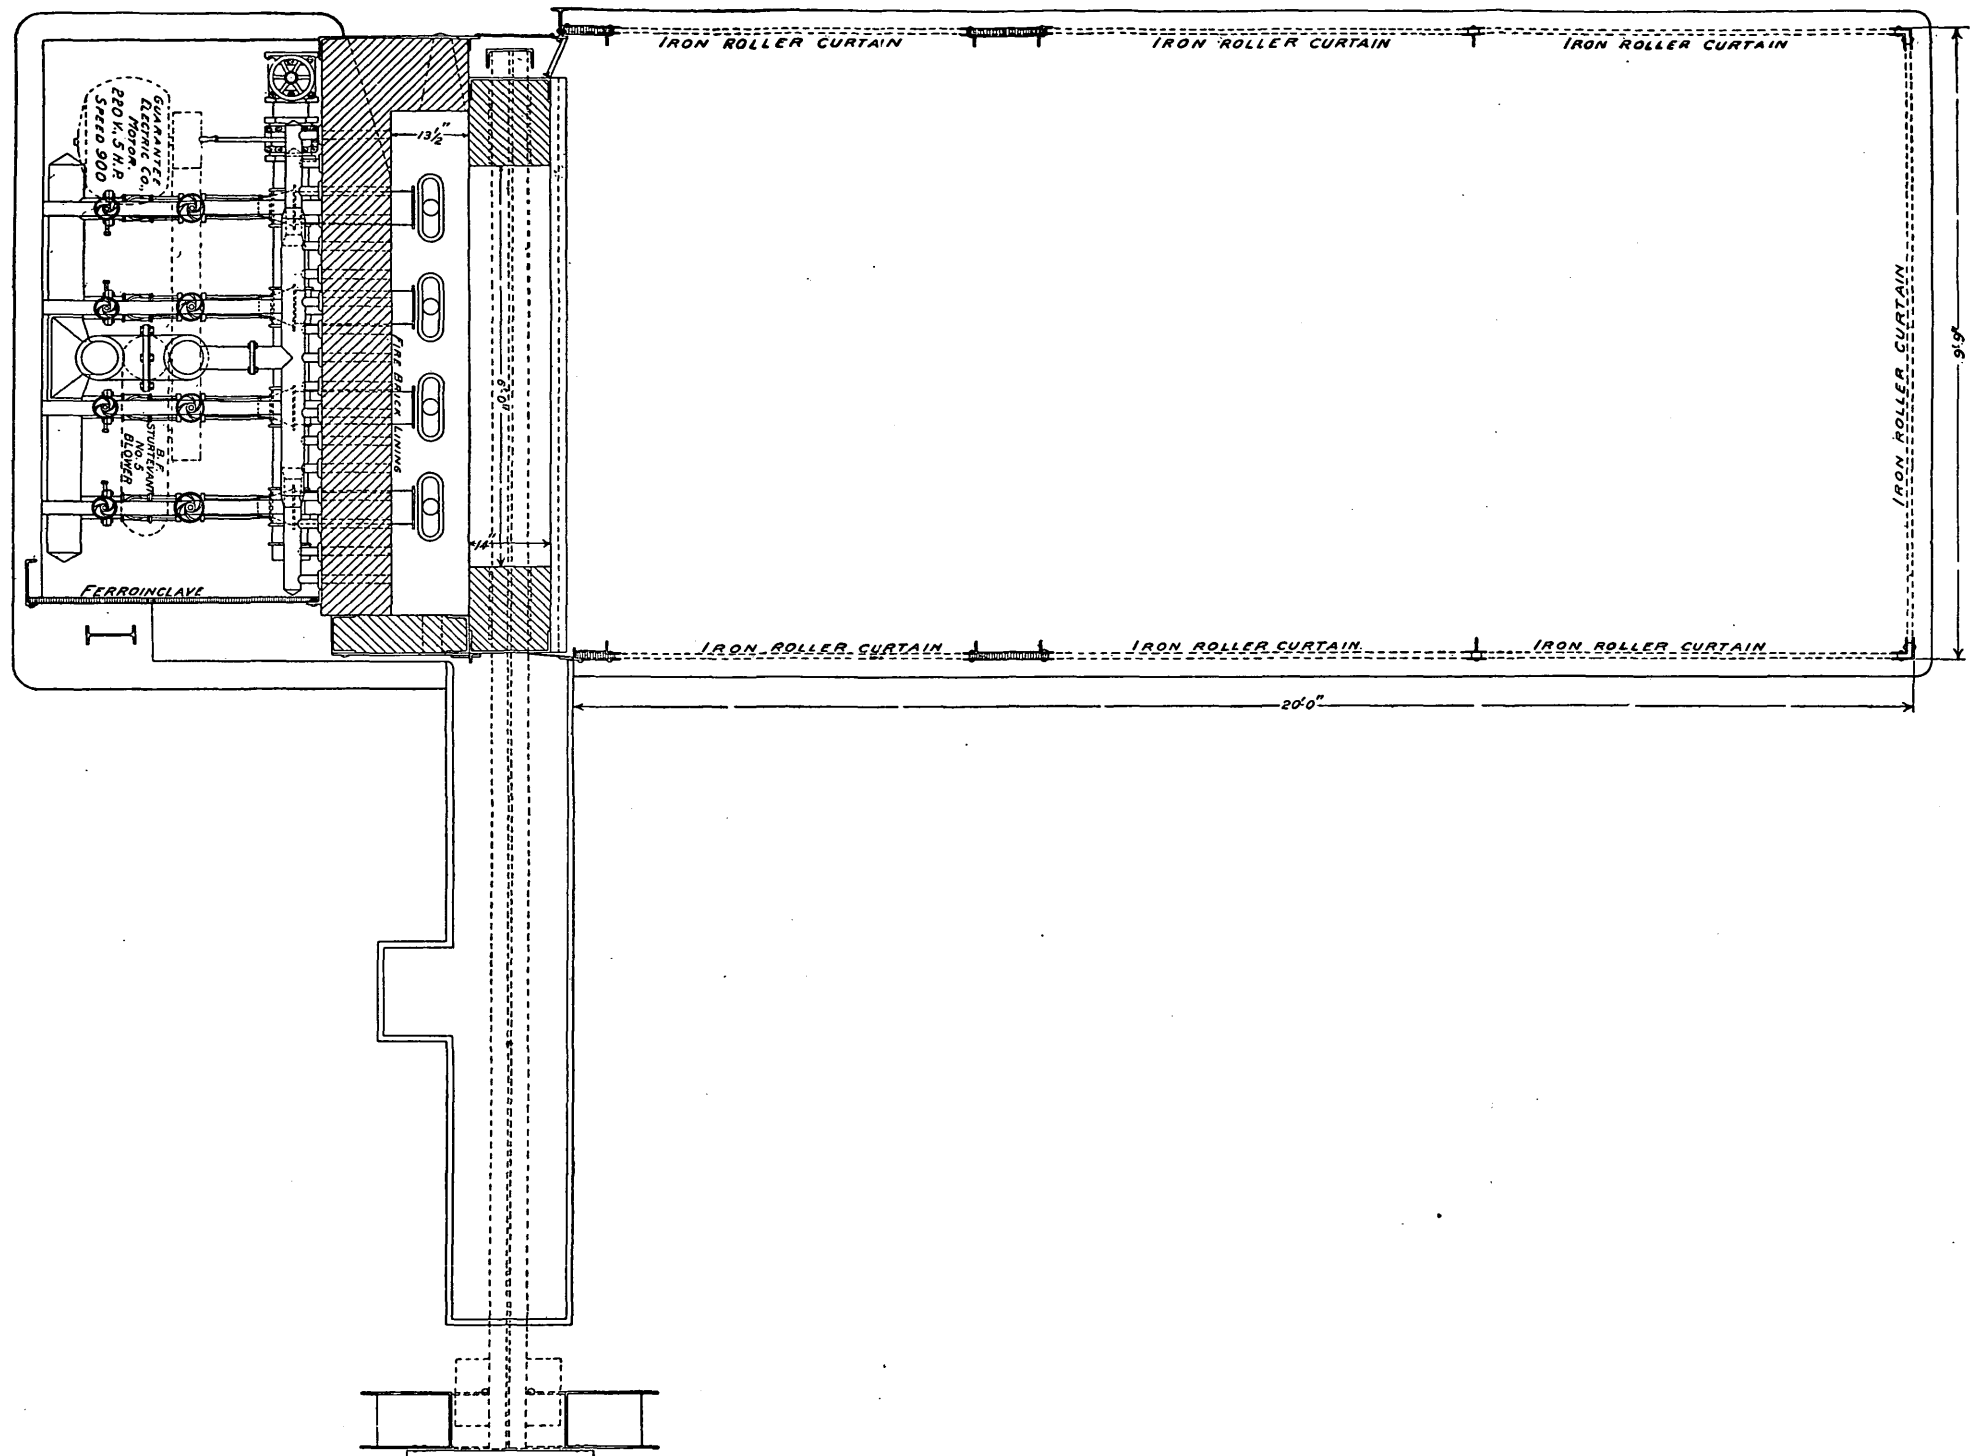 IRON ROLLER CURTAIN
IRON ROLLER CURTAIN
IRON ROLLER CURTAIN
GUARANTEE
ELECTRIC CO.,
MOTOR.
220 V. 5 H.P.
SPEED 900
13½"
IRON ROLLER CURTAIN
9'-6"
FIRE BRICK LINING
6'-0"
B.F.
STURTEVANT
No. 5
BLOWER
14"
FERROINCLAVE
IRON ROLLER CURTAIN
IRON ROLLER CURTAIN.
IRON ROLLER CURTAIN
20'-0"